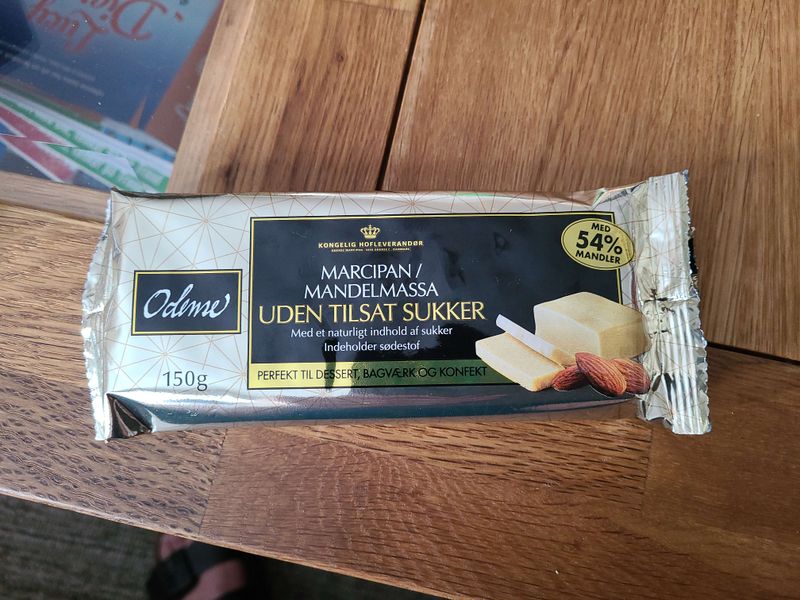 KONGELIG HOFLEVERANDØR
Odense
MARCIPAN/
MANDELMASSA
UDEN TILSAT SUKKER
Med et naturligt indhold af sukker
Indeholder sødestof
PERFEKT TIL DESSERT, BAGVÆRK OG KONFEKT
150g
MED
54%
MANDLER